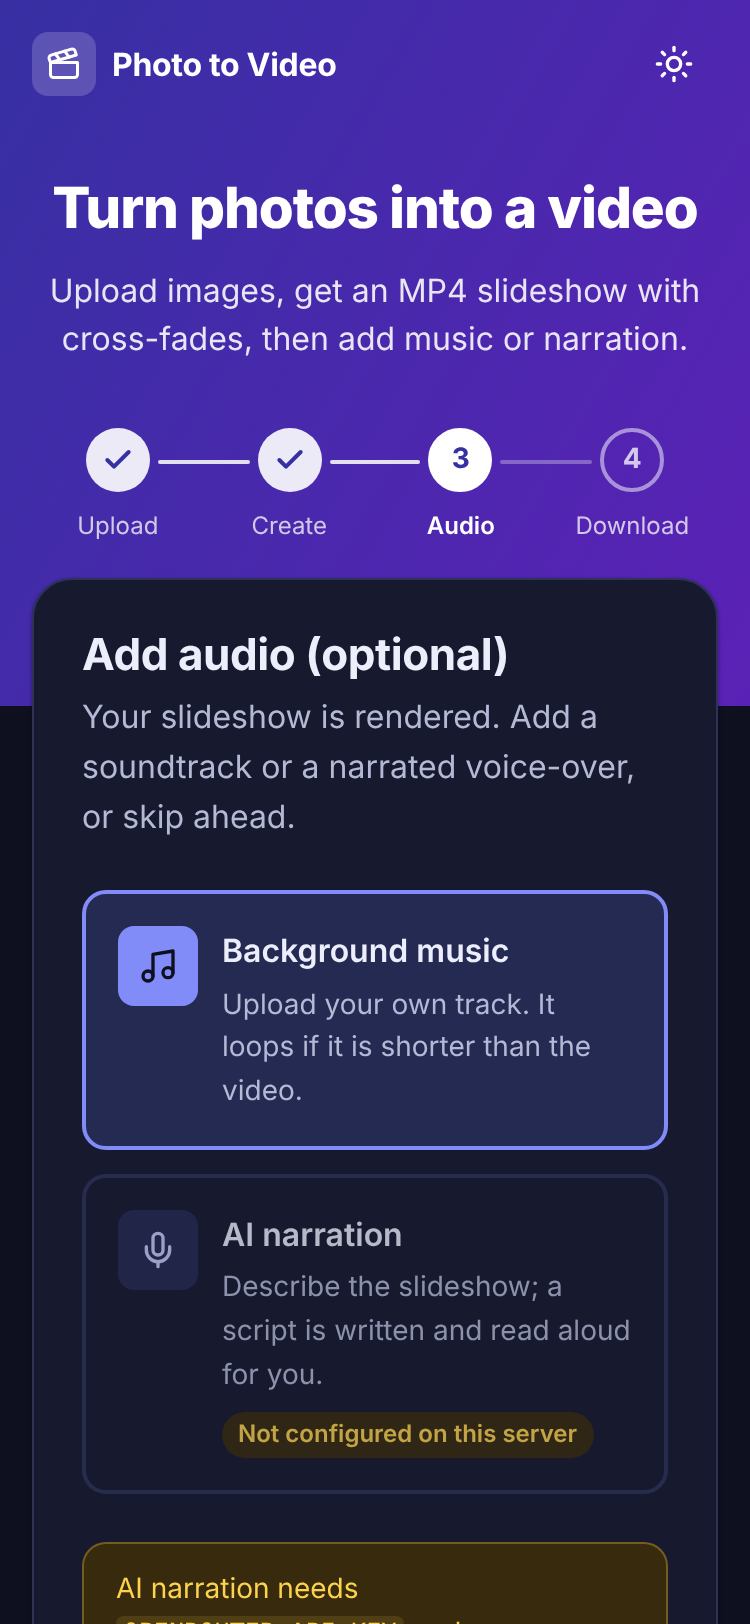 Photo to Video
Turn photos into a video
Upload images, get an MP4 slideshow with
cross-fades, then add music or narration.
3
4
Upload
Create
Audio
Download
Add audio (optional)
Your slideshow is rendered. Add a
soundtrack or a narrated voice-over,
or skip ahead.
Background music
Upload your own track. It
loops if it is shorter than the
video.
AI narration
Describe the slideshow; a
script is written and read aloud
for you.
Not configured on this server
AI narration needs